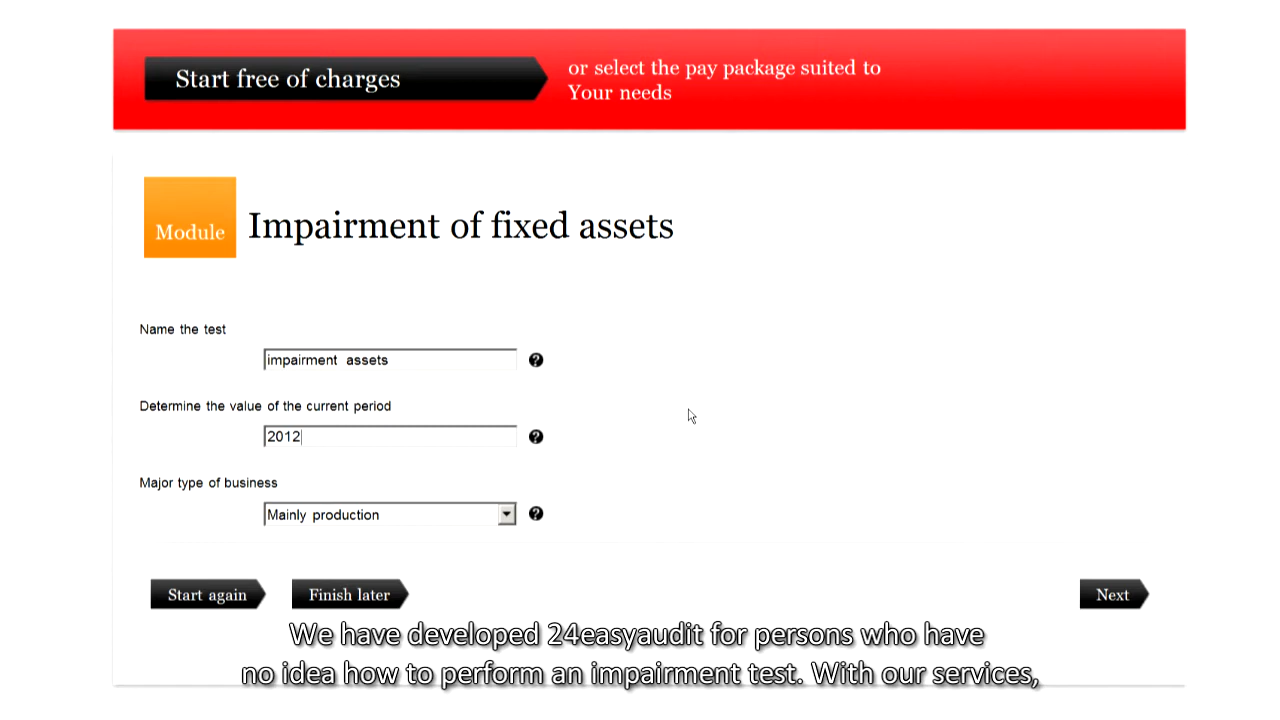 Start free of charges
or select the pay package suited to
Your needs
Module
Impairment of fixed assets
Name the test
impairment assets
Determine the value of the current period
2012
Major type of business
Mainly production
Start again
Finish later
Next
We have developed 24easyaudit for persons who have
no idea how to perform an impairment test. With our services,